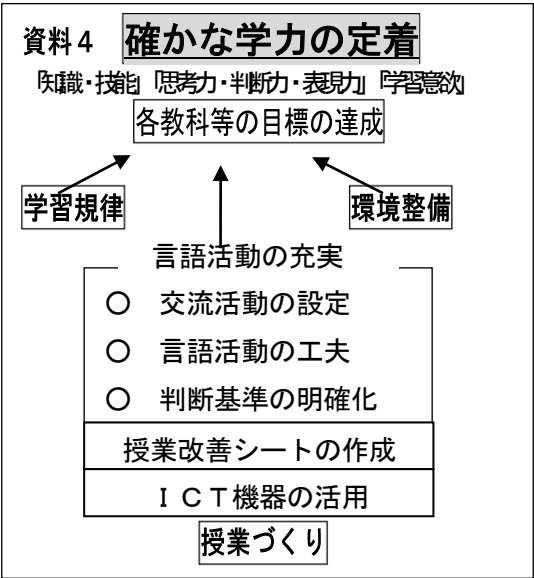 資料4 確かな学力の定着
『知識・技能』『思考力・判断力・表現力』『学習意欲』
各教科等の目標の達成
学習規律 環境整備
言語活動の充実
○ 交流活動の設定
○ 言語活動の工夫
○ 判断基準の明確化
授業改善シートの作成
ICT機器の活用
授業づくり